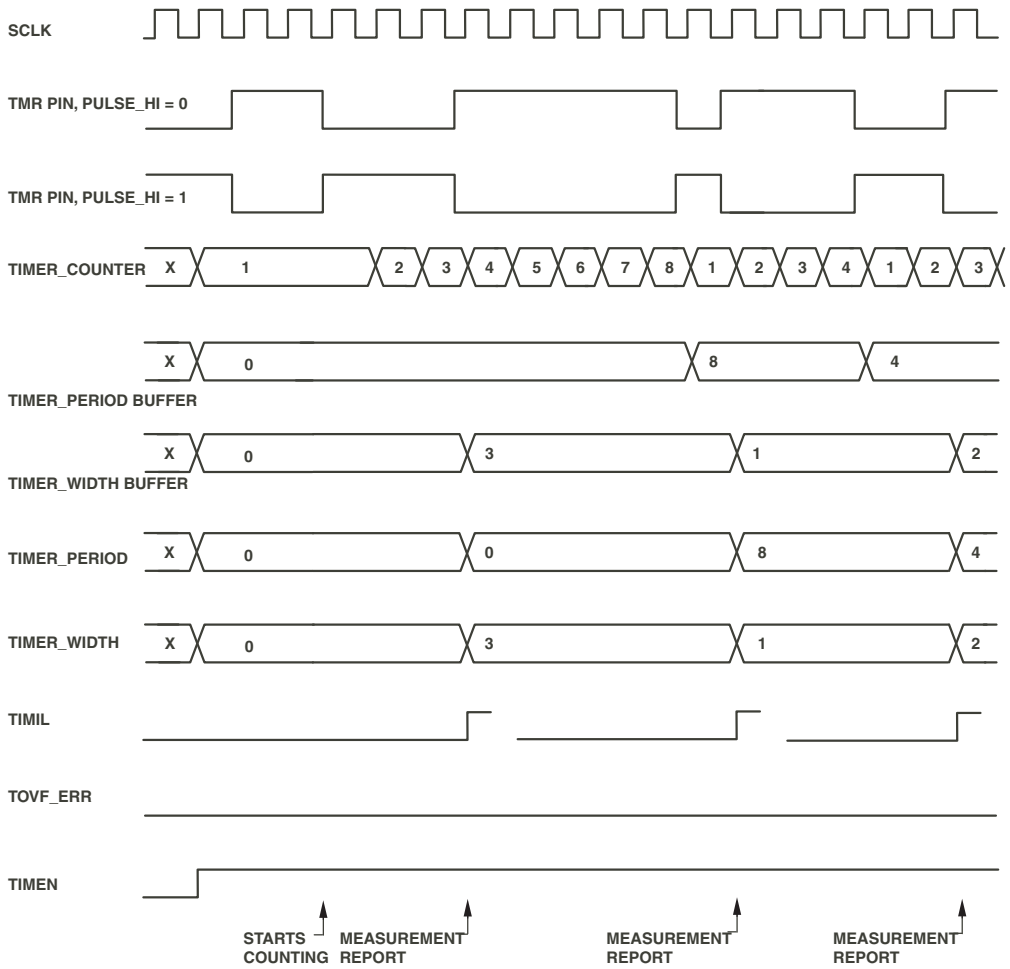 SCLK
TMR PIN, PULSE_HI = 0
TMR PIN, PULSE_HI = 1
TIMER_COUNTER X 1 2 3 4 5 6 7 8 1 2 3 4 1 2 3
X 0 8 4
TIMER_PERIOD BUFFER
X 0 3 1 2
TIMER_WIDTH BUFFER
TIMER_PERIOD X 0 0 8 4
TIMER_WIDTH X 0 3 1 2
TIMIL
TOVF_ERR
TIMEN
STARTS MEASUREMENT MEASUREMENT MEASUREMENT
COUNTING REPORT REPORT REPORT